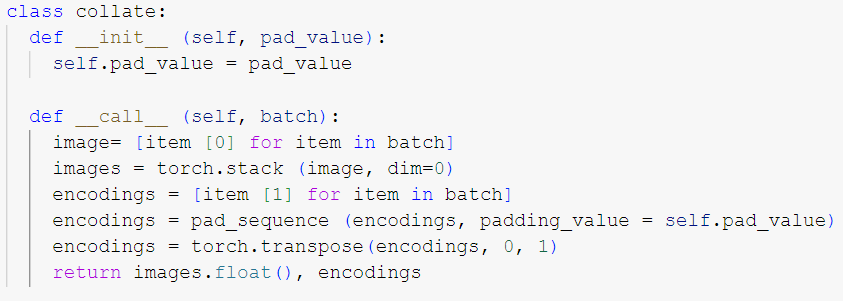 class collate:
  def __init__ (self, pad_value):
    self.pad_value = pad_value

  def __call__ (self, batch):
    image= [item [0] for item in batch]
    images = torch.stack (image, dim=0)
    encodings = [item [1] for item in batch]
    encodings = pad_sequence (encodings, padding_value = self.pad_value)
    encodings = torch.transpose(encodings, 0, 1)
    return images.float(), encodings